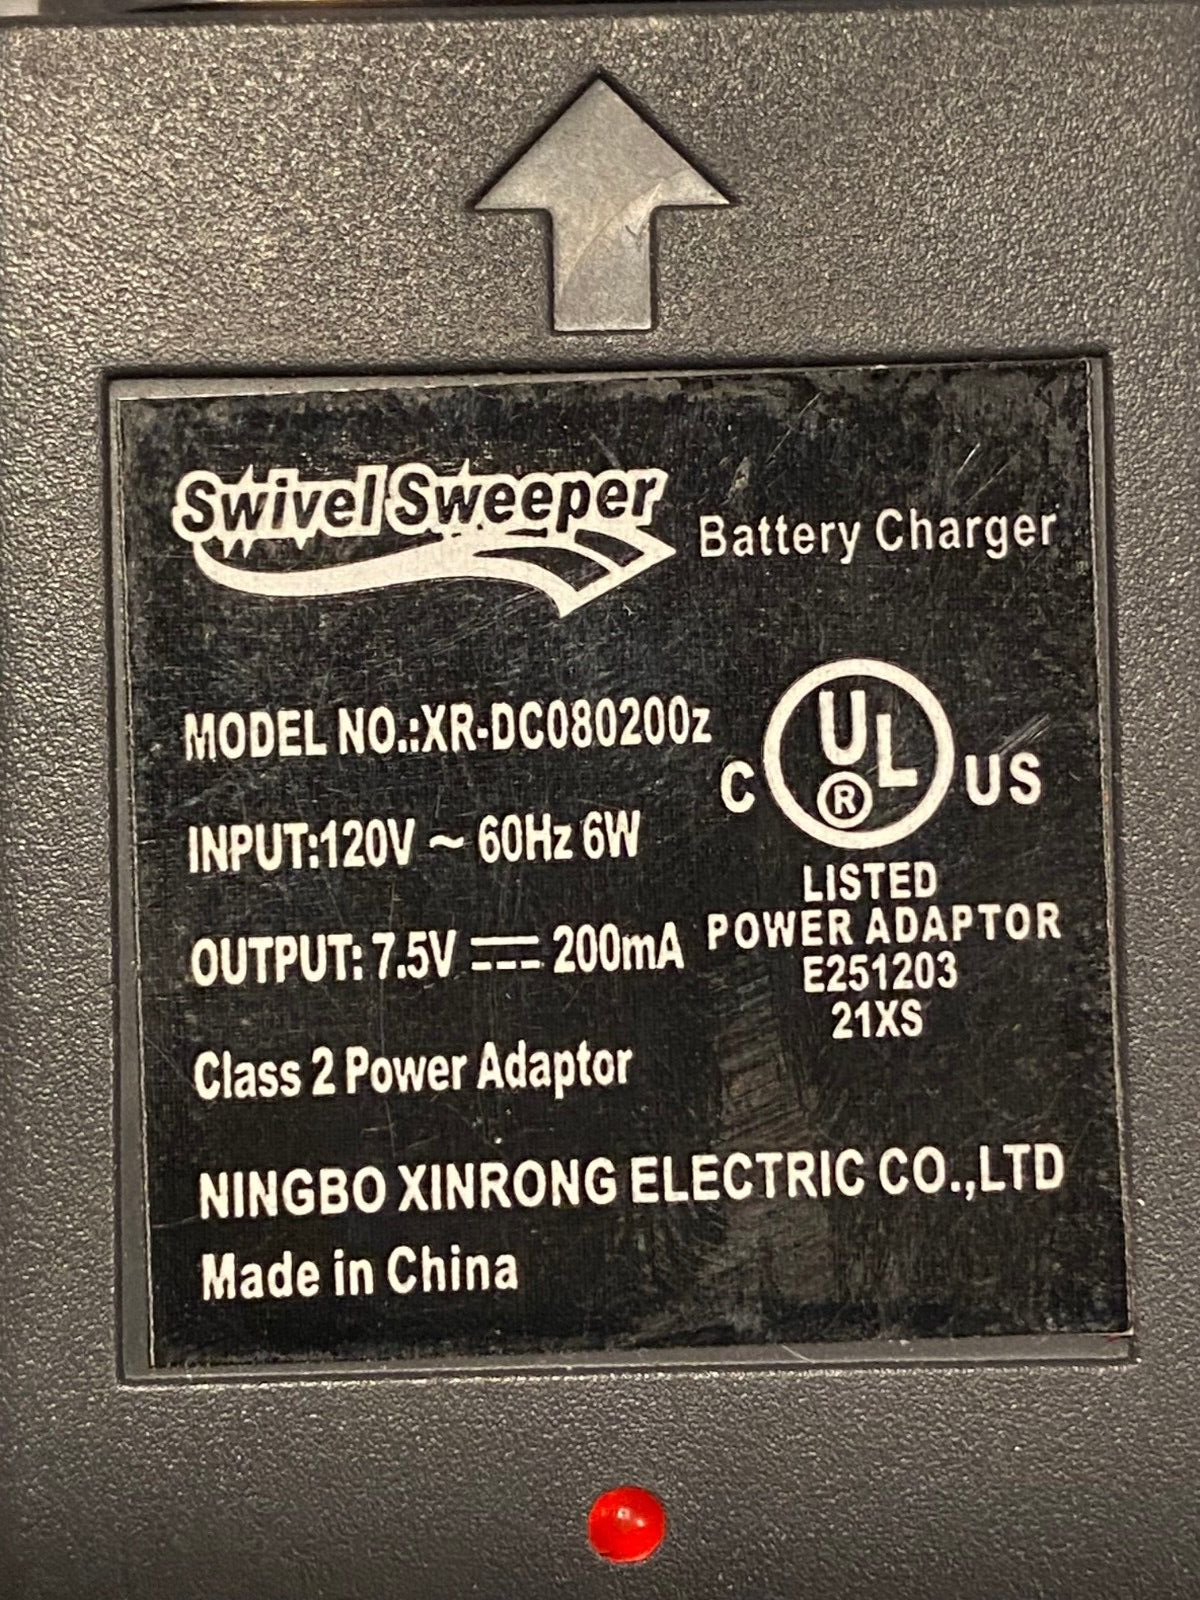 Swivel Sweeper Battery Charger
MODEL NO.:XR-DC080200z
INPUT:120V ~ 60Hz 6W
OUTPUT: 7.5V ⎓ 200mA
Class 2 Power Adaptor
NINGBO XINRONG ELECTRIC CO.,LTD
Made in China
C UL ® US
LISTED
POWER ADAPTOR
E251203
21XS